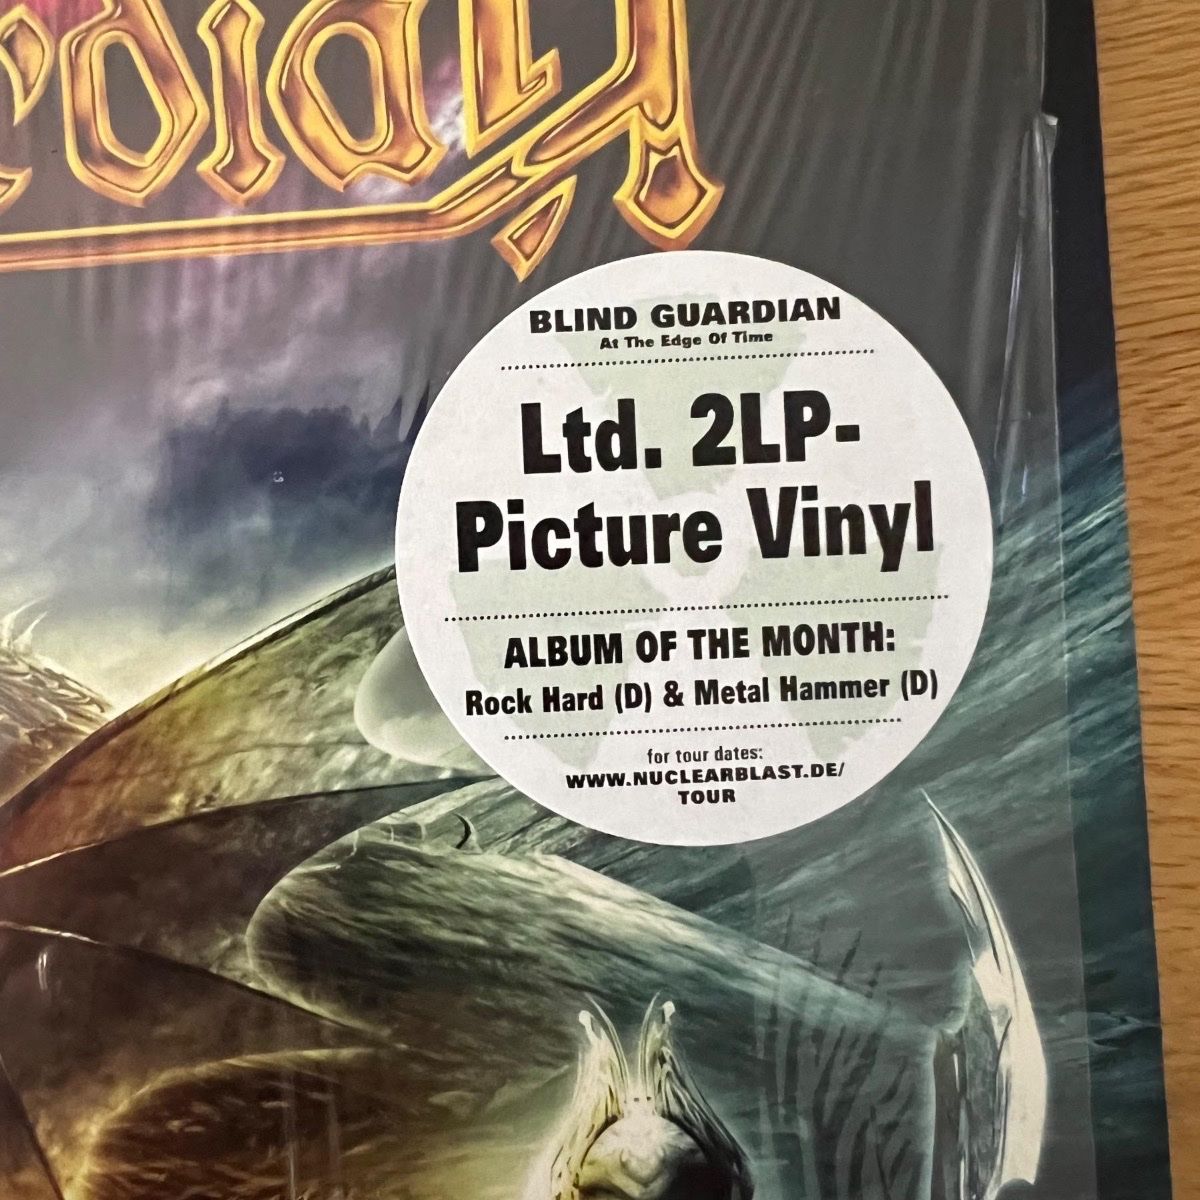 rdian
BLIND GUARDIAN
At The Edge Of Time
Ltd. 2LP-
Picture Vinyl
ALBUM OF THE MONTH:
Rock Hard (D) & Metal Hammer (D)
for tour dates:
WWW.NUCLEARBLAST.DE/
TOUR